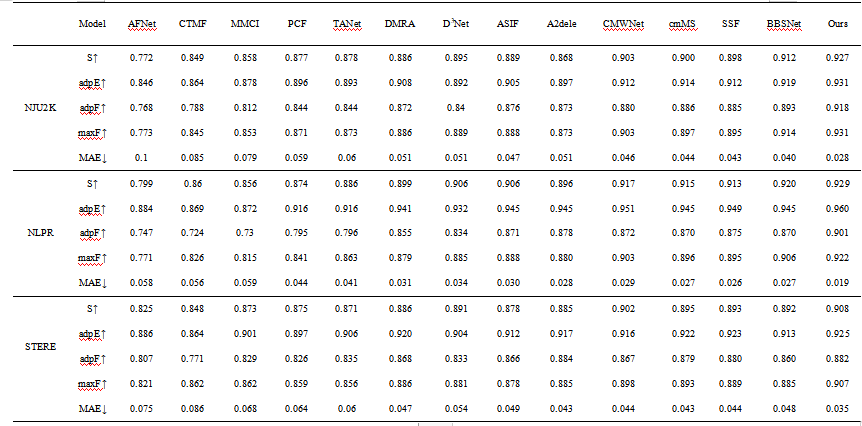 Model AFNet CTMF MMCI PCF TANet DMRA D³Net ASIF A2dele CMWNet cmMS SSF BBSNet Ours
S↑ 0.772 0.849 0.858 0.877 0.878 0.886 0.895 0.889 0.868 0.903 0.900 0.898 0.912 0.927
adpE↑ 0.846 0.864 0.878 0.896 0.893 0.908 0.892 0.905 0.897 0.912 0.914 0.912 0.919 0.931
NJU2K adpF↑ 0.768 0.788 0.812 0.844 0.844 0.872 0.84 0.876 0.873 0.880 0.886 0.885 0.893 0.918
maxF↑ 0.773 0.845 0.853 0.871 0.873 0.886 0.889 0.888 0.873 0.903 0.897 0.895 0.914 0.931
MAE↓ 0.1 0.085 0.079 0.059 0.06 0.051 0.051 0.047 0.051 0.046 0.044 0.043 0.040 0.028
S↑ 0.799 0.86 0.856 0.874 0.886 0.899 0.906 0.906 0.896 0.917 0.915 0.913 0.920 0.929
adpE↑ 0.884 0.869 0.872 0.916 0.916 0.941 0.932 0.945 0.945 0.951 0.945 0.949 0.945 0.960
NLPR adpF↑ 0.747 0.724 0.73 0.795 0.796 0.855 0.834 0.871 0.878 0.872 0.870 0.875 0.870 0.901
maxF↑ 0.771 0.826 0.815 0.841 0.863 0.879 0.885 0.888 0.880 0.903 0.896 0.895 0.906 0.922
MAE↓ 0.058 0.056 0.059 0.044 0.041 0.031 0.034 0.030 0.028 0.029 0.027 0.026 0.027 0.019
S↑ 0.825 0.848 0.873 0.875 0.871 0.886 0.891 0.878 0.885 0.902 0.895 0.893 0.892 0.908
adpE↑ 0.886 0.864 0.901 0.897 0.906 0.920 0.904 0.912 0.917 0.916 0.922 0.923 0.913 0.925
STERE adpF↑ 0.807 0.771 0.829 0.826 0.835 0.868 0.833 0.866 0.884 0.867 0.879 0.880 0.860 0.882
maxF↑ 0.821 0.862 0.862 0.859 0.856 0.886 0.881 0.878 0.885 0.898 0.893 0.889 0.885 0.907
MAE↓ 0.075 0.086 0.068 0.064 0.06 0.047 0.054 0.049 0.043 0.044 0.043 0.044 0.048 0.035